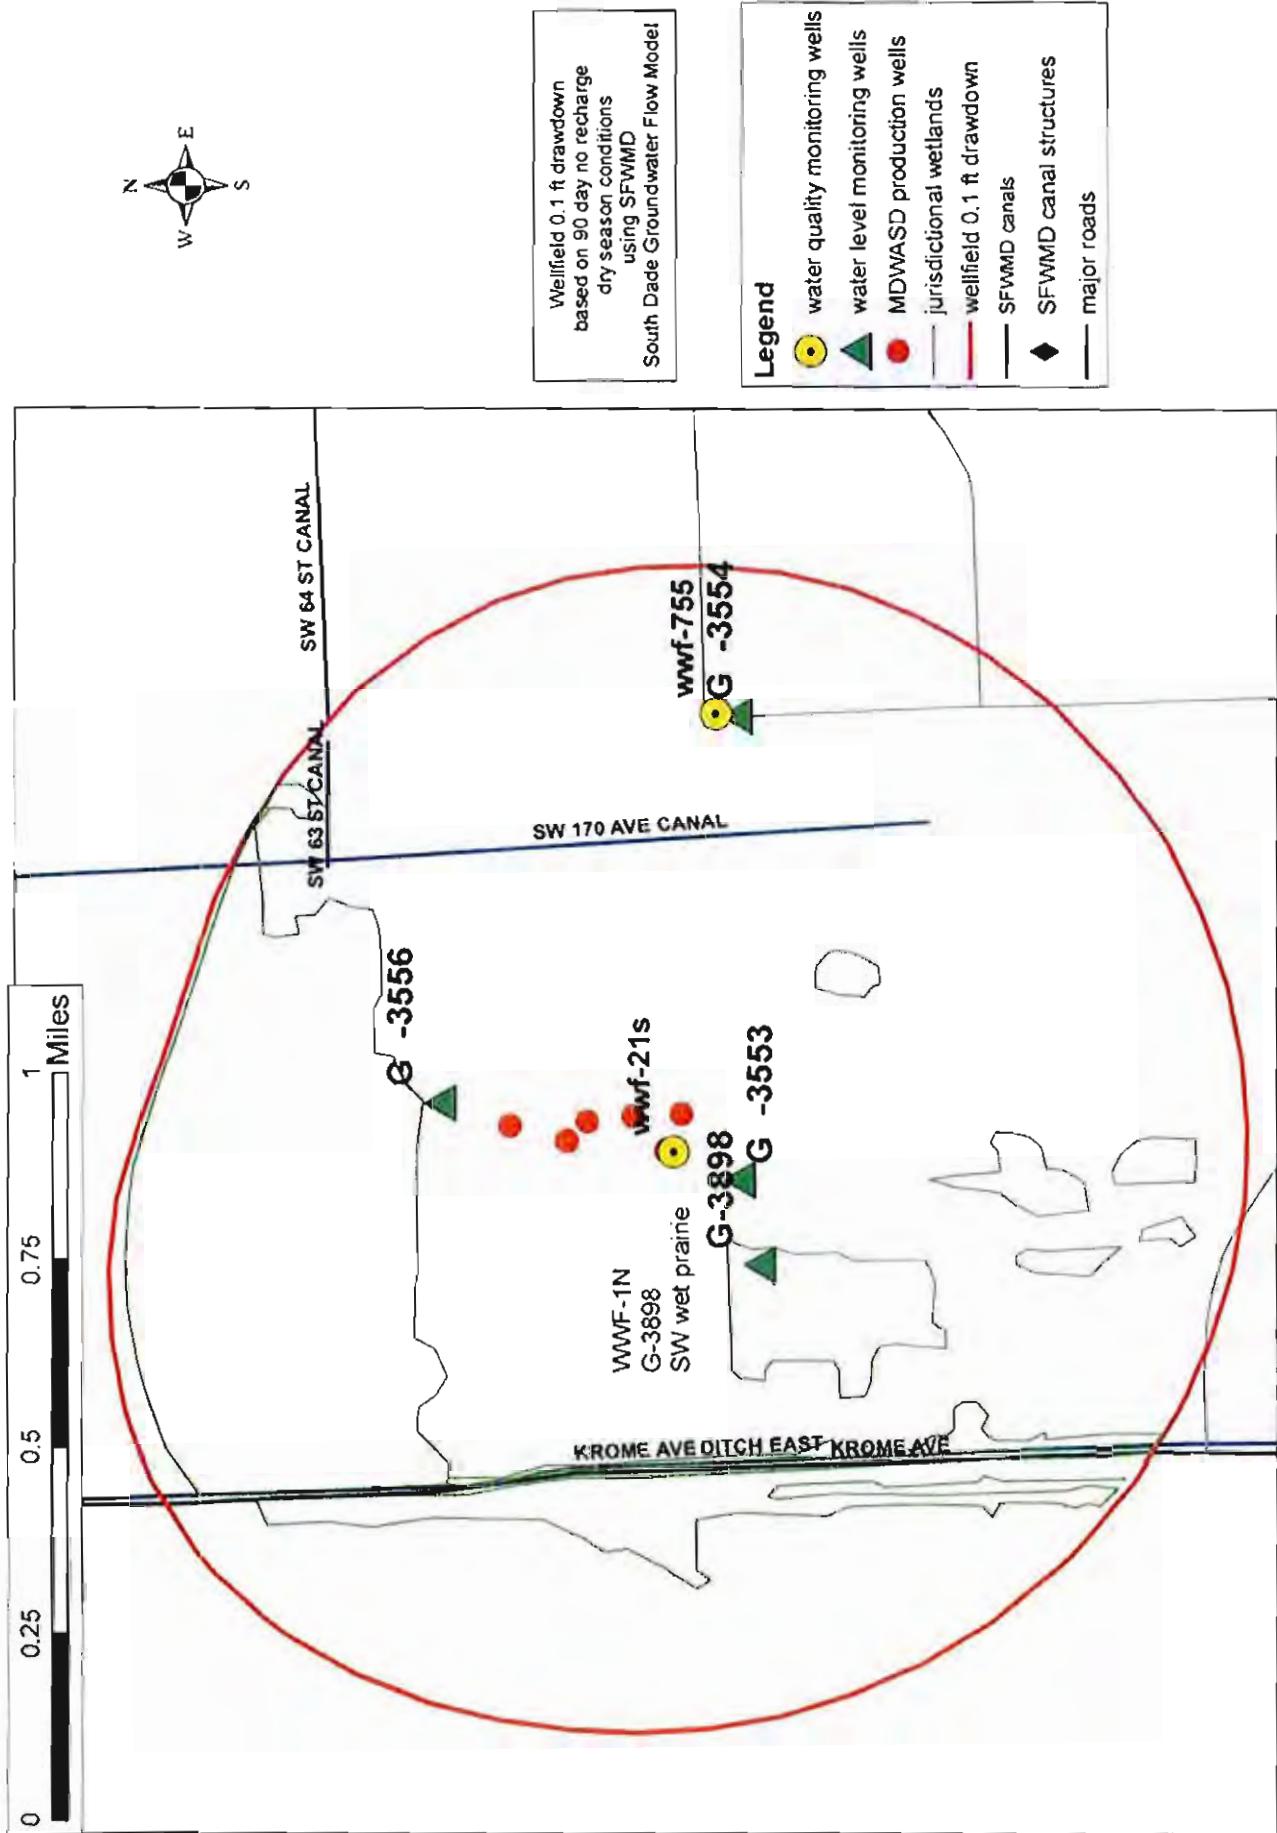 N
W E
S
Wellfield 0.1 ft drawdown
based on 90 day no recharge
dry season conditions
using SFWMD
South Dade Groundwater Flow Model
Legend
water quality monitoring wells
water level monitoring wells
MDWASD production wells
jurisdictional wetlands
wellfield 0.1 ft drawdown
SFWMD canals
SFWMD canal structures
major roads
0 0.25 0.5 0.75 1
Miles
SW 64 ST CANAL
SW 63 ST CANAL
SW 170 AVE CANAL
G -3556
wwf-755
G -3554
wwf-21s
G -3553
G-3898
WWF-1N
G-3898
SW wet prairie
KROME AVE DITCH EAST
KROME AVE